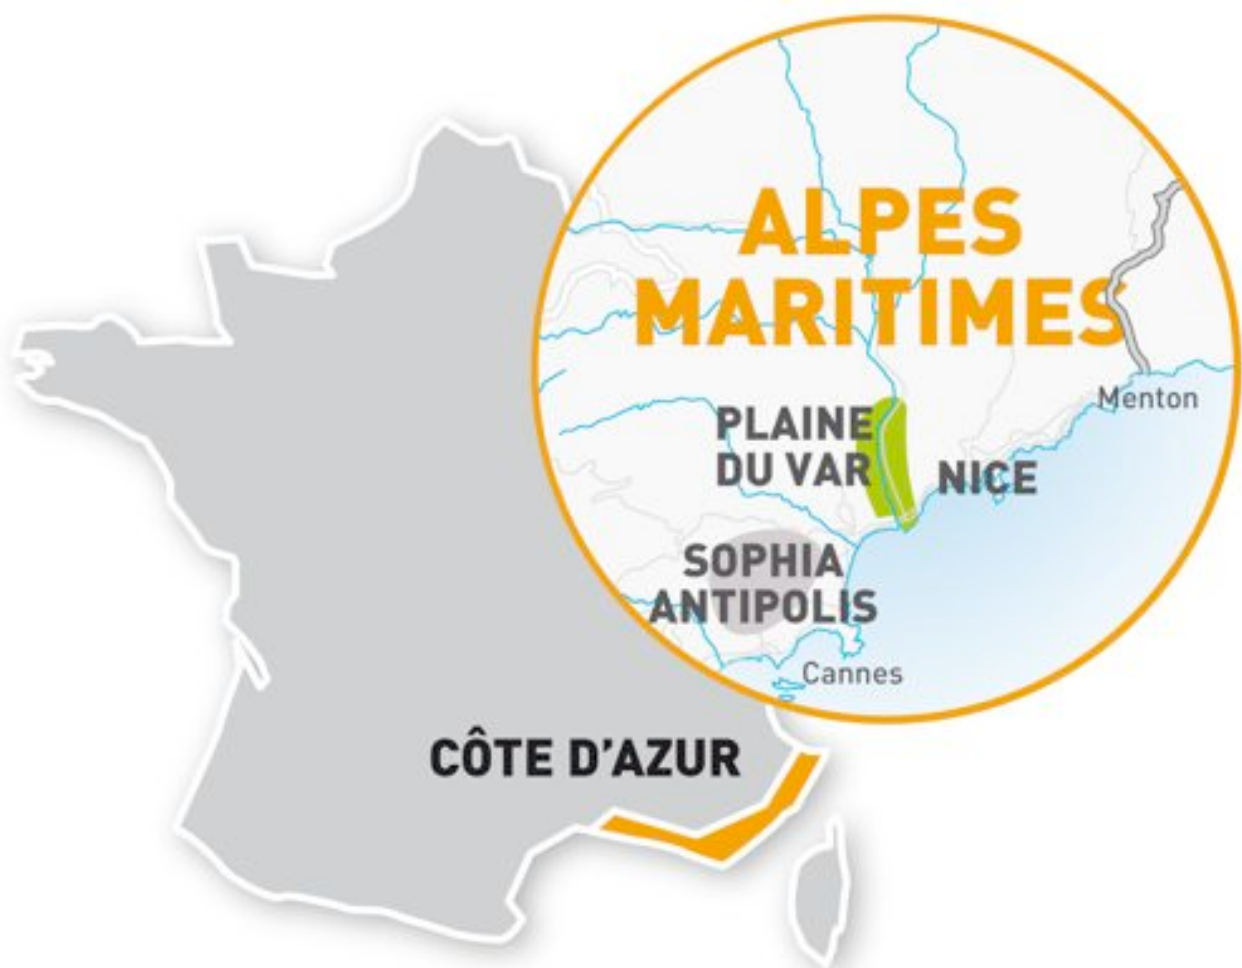 ALPES
MARITIMES
Menton
PLAINE
DU VAR
NICE
SOPHIA
ANTIPOLIS
Cannes
CÔTE D'AZUR